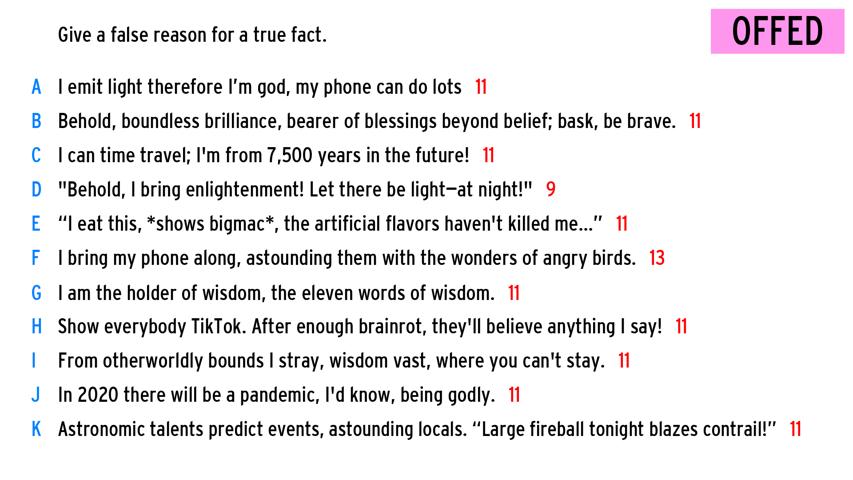 Give a false reason for a true fact.
OFFED
A I emit light therefore I'm god, my phone can do lots 11
B Behold, boundless brilliance, bearer of blessings beyond belief; bask, be brave. 11
C I can time travel; I'm from 7,500 years in the future! 11
D "Behold, I bring enlightenment! Let there be light—at night!" 9
E “I eat this, *shows bigmac*, the artificial flavors haven't killed me...” 11
F I bring my phone along, astounding them with the wonders of angry birds. 13
G I am the holder of wisdom, the eleven words of wisdom. 11
H Show everybody TikTok. After enough brainrot, they'll believe anything I say! 11
I From otherworldly bounds I stray, wisdom vast, where you can't stay. 11
J In 2020 there will be a pandemic, I'd know, being godly. 11
K Astronomic talents predict events, astounding locals. “Large fireball tonight blazes contrail!” 11